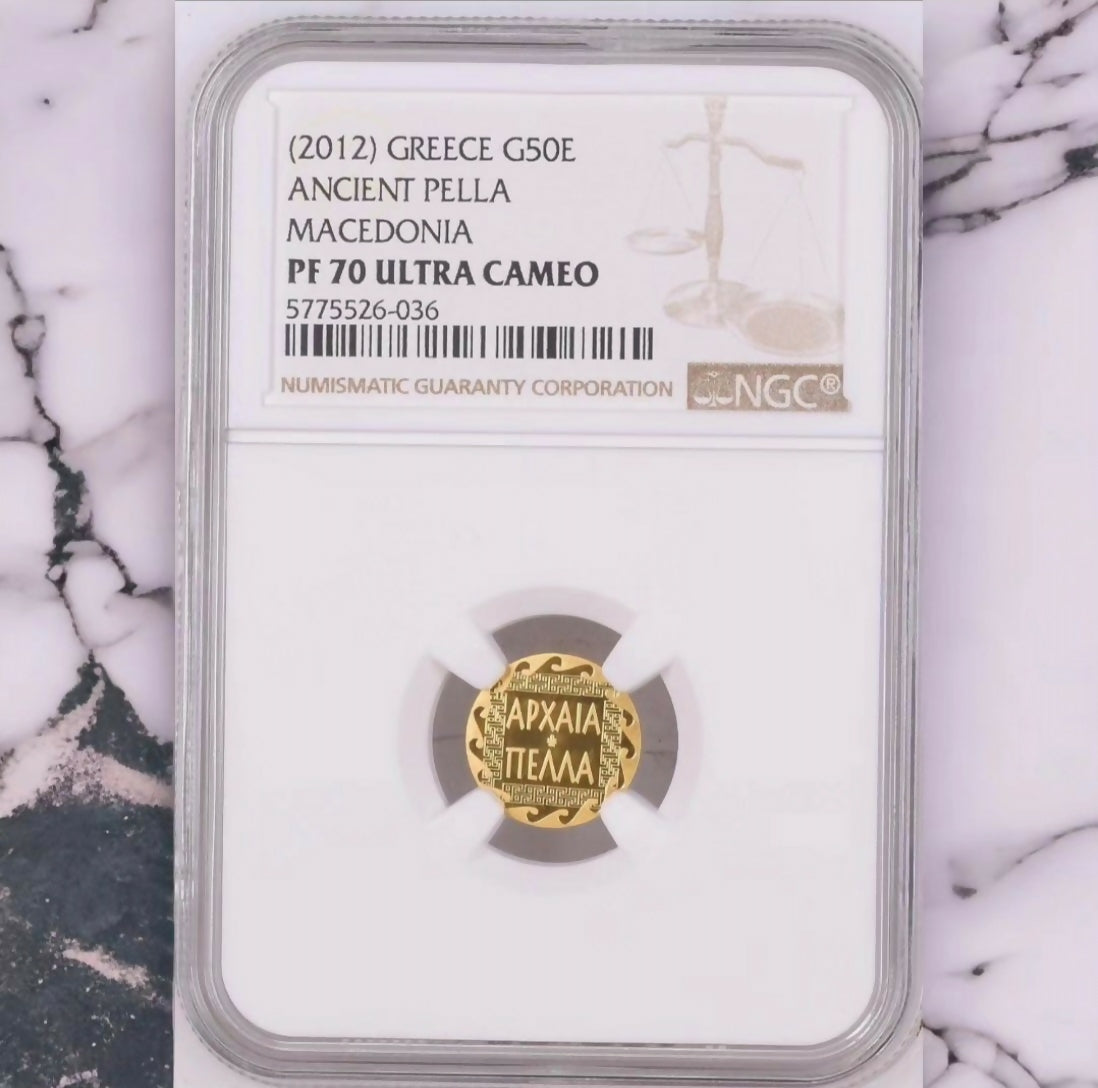 (2012) GREECE G50E
ANCIENT PELLA
MACEDONIA
PF 70 ULTRA CAMEO
5775526-036
NUMISMATIC GUARANTY CORPORATION
NGC®
ΑΡΧΑΙΑ
ΠΕΛΛΑ